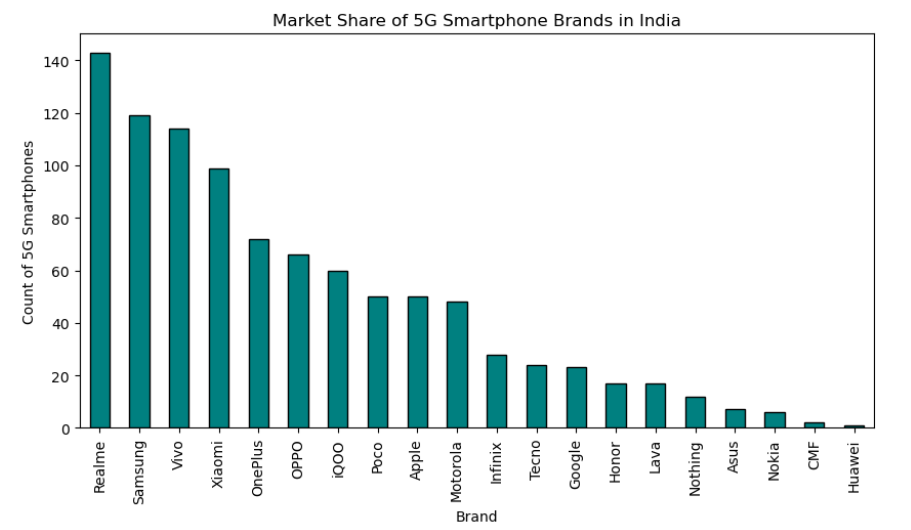 Market Share of 5G Smartphone Brands in India
Count of 5G Smartphones
140
120
100
80
60
40
20
0
Realme
Samsung
Vivo
Xiaomi
OnePlus
OPPO
iQOO
Poco
Apple
Motorola
Infinix
Tecno
Google
Honor
Lava
Nothing
Asus
Nokia
CMF
Huawei
Brand